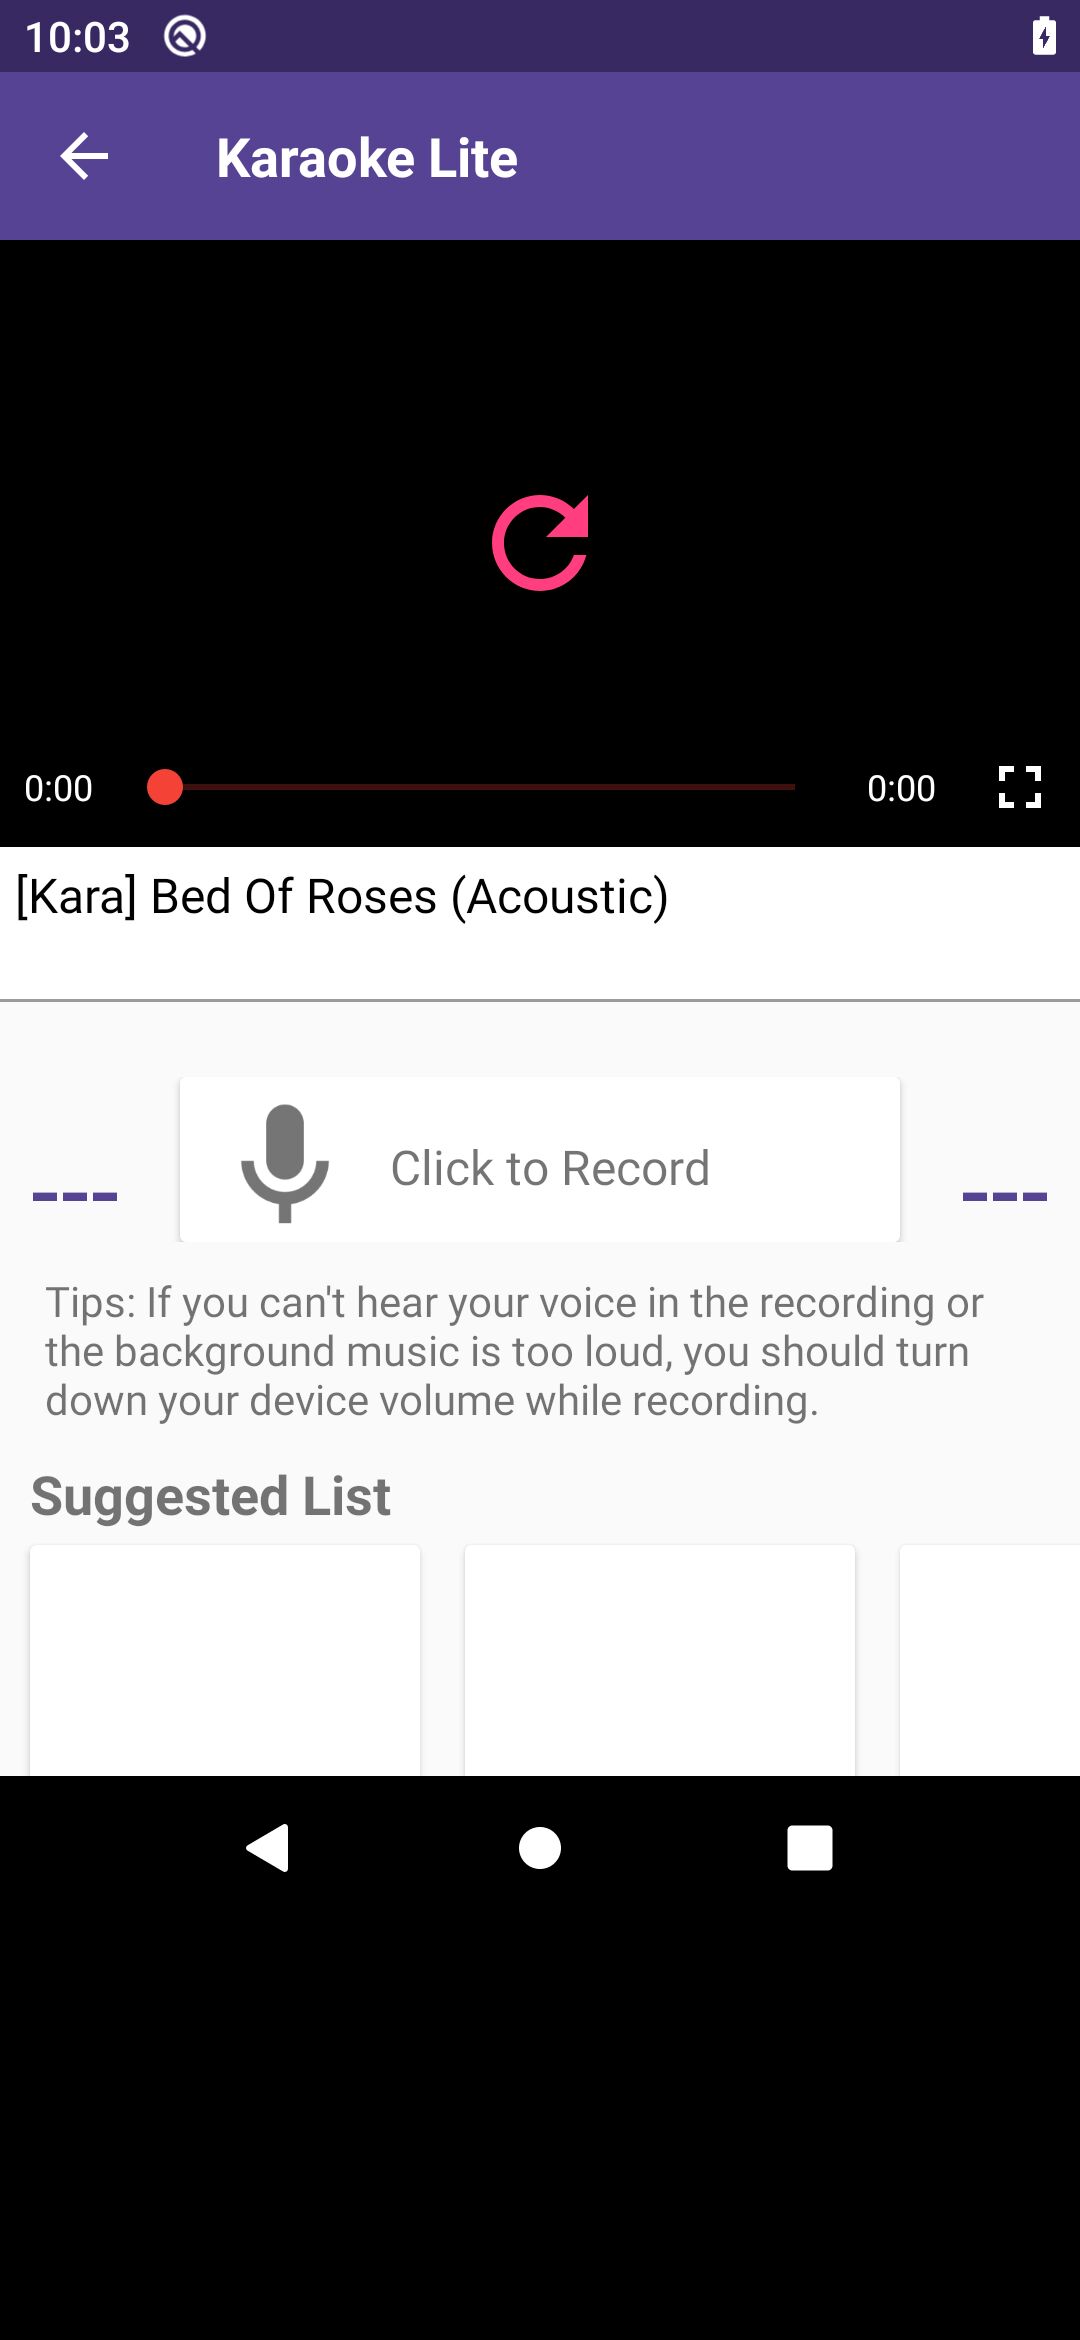 10:03
Karaoke Lite
0:00
0:00
[Kara] Bed Of Roses (Acoustic)
---
Click to Record
---
Tips: If you can't hear your voice in the recording or
the background music is too loud, you should turn
down your device volume while recording.
Suggested List